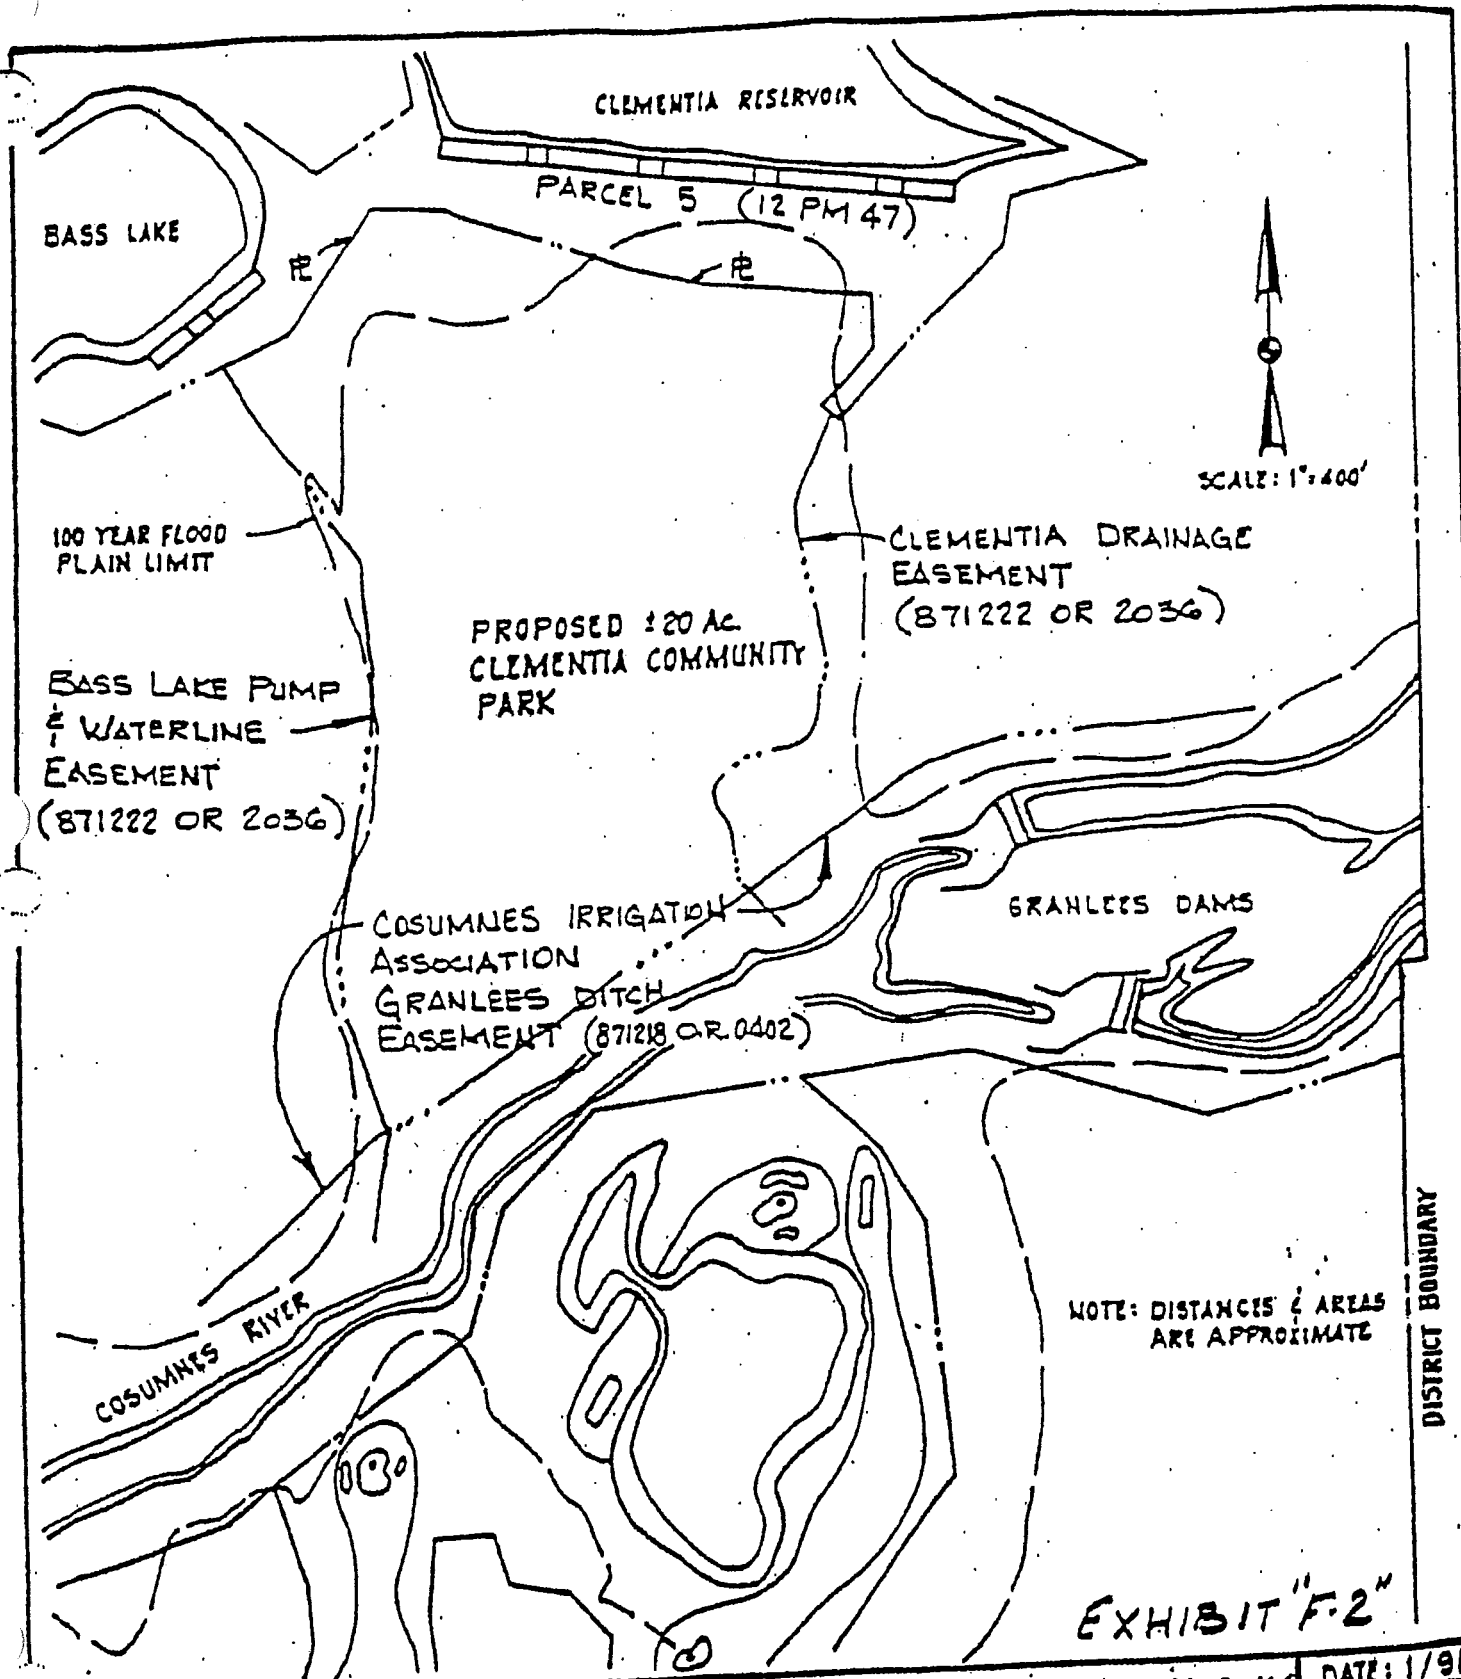 CLEMENTIA RESERVOIR
PARCEL 5 (12 PM 47)
BASS LAKE
PL
PL
SCALE: 1"=400'
100 YEAR FLOOD
PLAIN LIMIT
CLEMENTIA DRAINAGE
EASEMENT
(871222 OR 2036)
PROPOSED ±20 Ac.
CLEMENTIA COMMUNITY
PARK
BASS LAKE PUMP
& WATERLINE
EASEMENT
(871222 OR 2036)
COSUMNES IRRIGATION
ASSOCIATION
GRANLEES DITCH
EASEMENT (871218 O.R. 0402)
GRANLEES DAMS
COSUMNES RIVER
NOTE: DISTANCES & AREAS
ARE APPROXIMATE
DISTRICT BOUNDARY
EXHIBIT "F-2"
DATE: 1/9